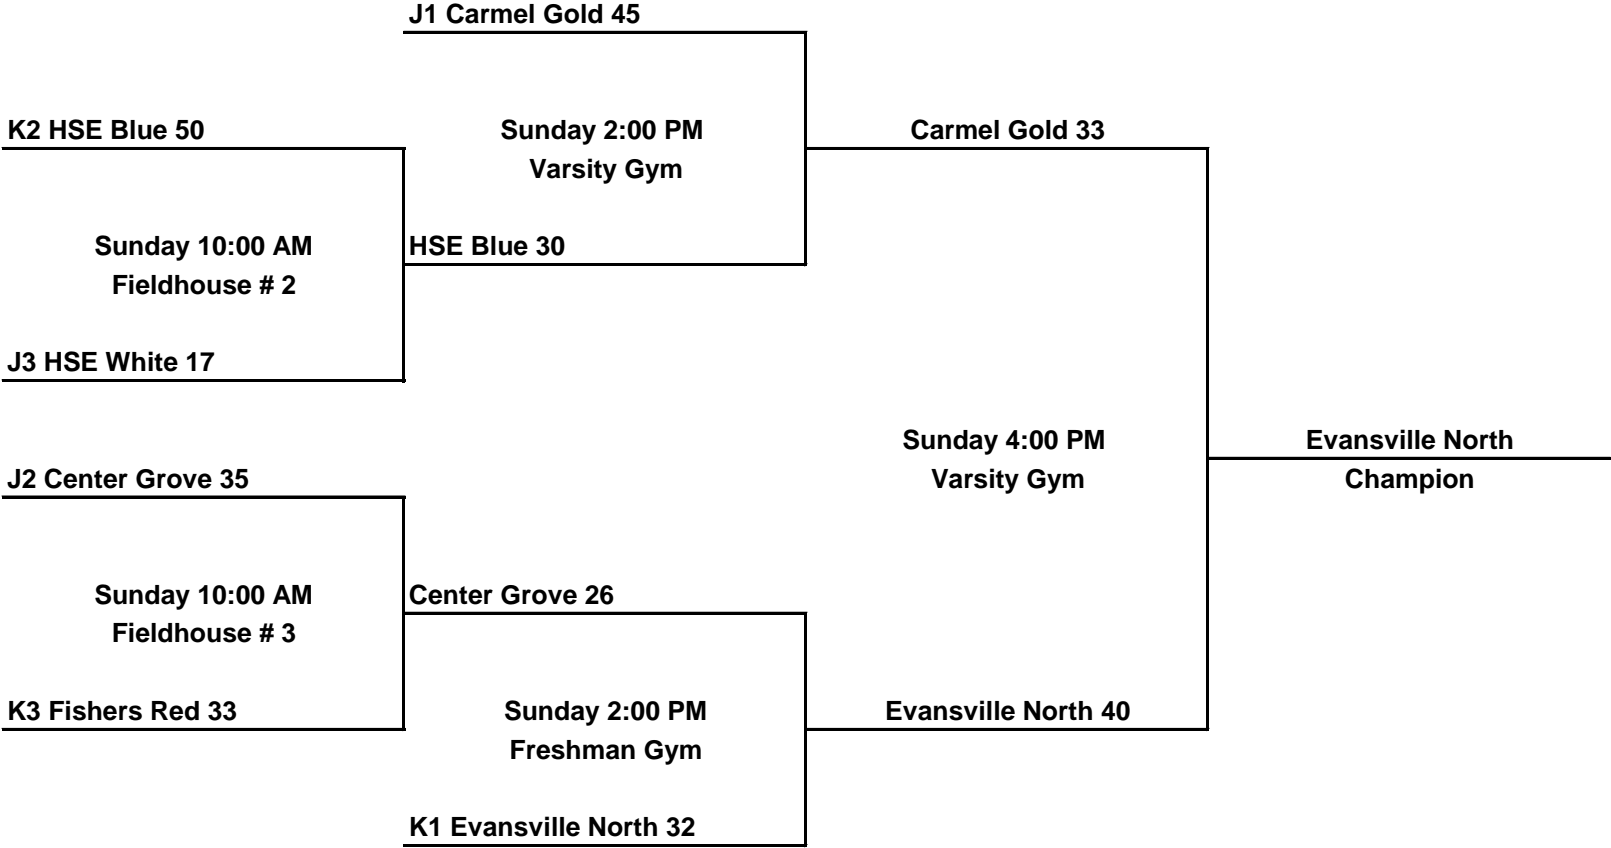 J1 Carmel Gold 45
K2 HSE Blue 50
Sunday 2:00 PM
Varsity Gym
Carmel Gold 33
Sunday 10:00 AM
Fieldhouse # 2
HSE Blue 30
J3 HSE White 17
Sunday 4:00 PM
Varsity Gym
Evansville North
Champion
J2 Center Grove 35
Sunday 10:00 AM
Fieldhouse # 3
Center Grove 26
K3 Fishers Red 33
Sunday 2:00 PM
Freshman Gym
Evansville North 40
K1 Evansville North 32